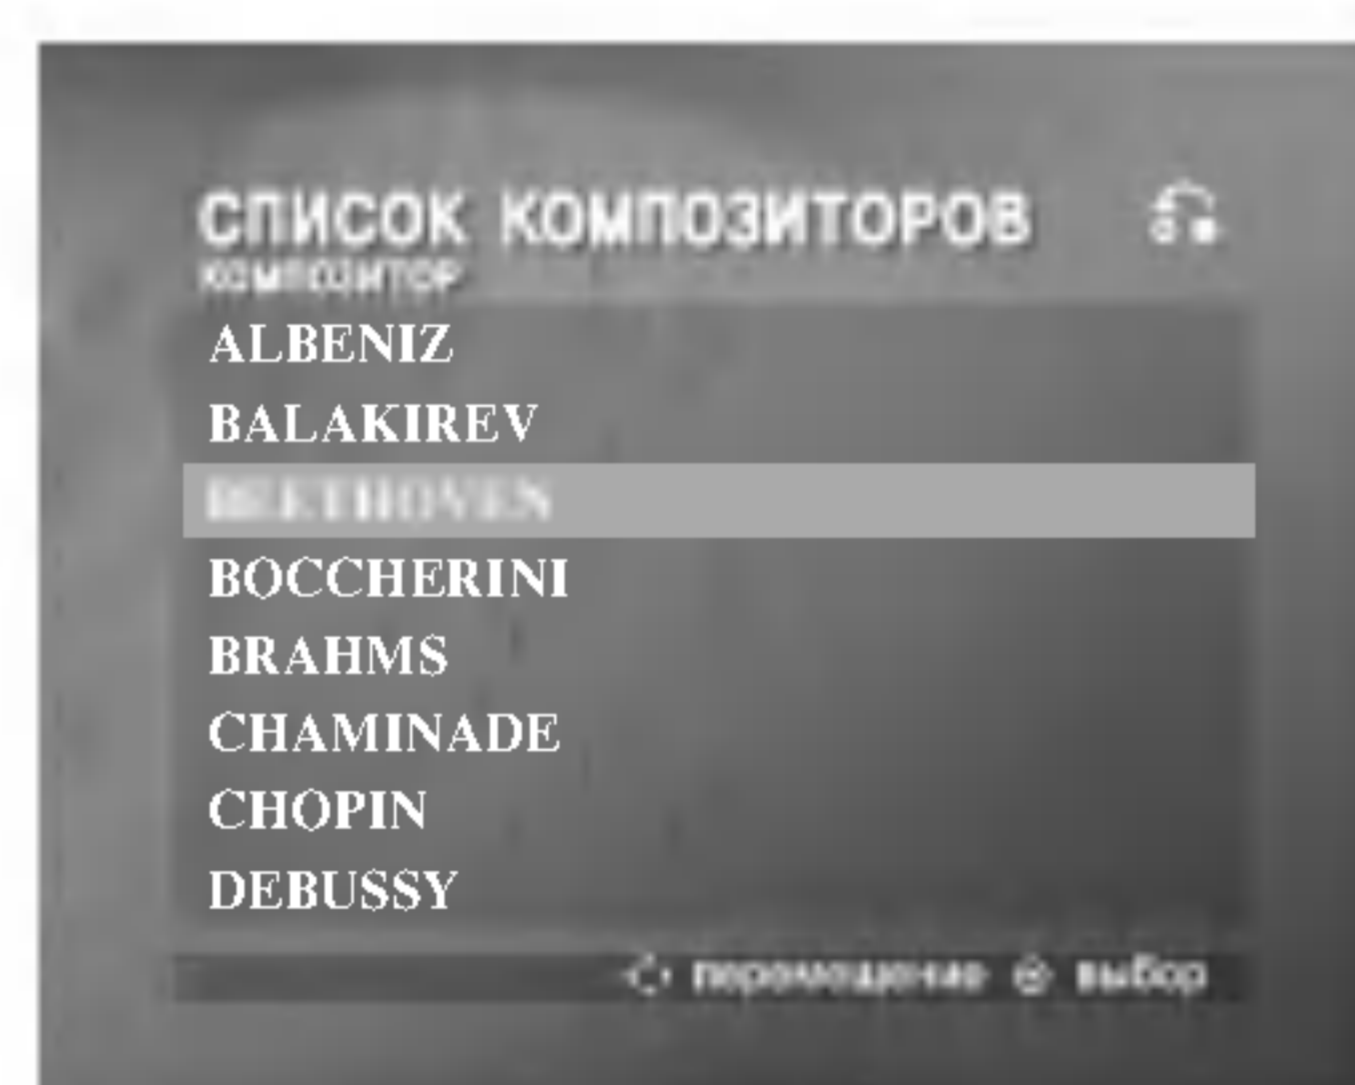 СПИСОК КОМПОЗИТОРОВ
КОМПОЗИТОР
ALBENIZ
BALAKIREV
BEETHOVEN
BOCCHERINI
BRAHMS
CHAMINADE
CHOPIN
DEBUSSY
перемещение выбор